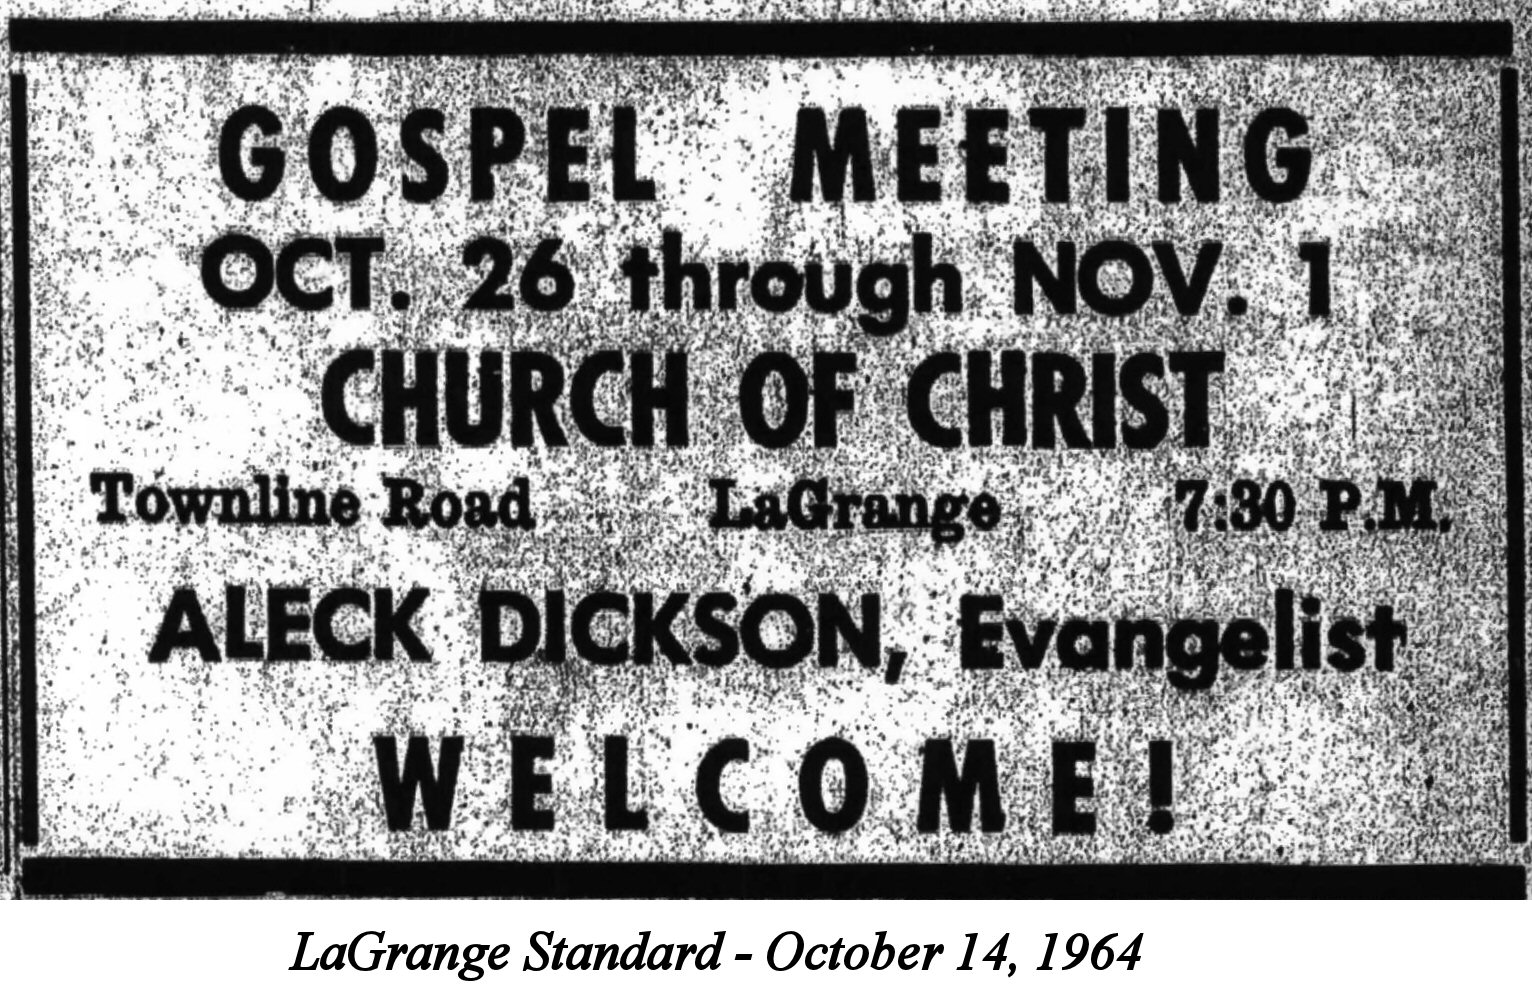 GOSPEL MEETING
OCT. 26 through NOV. 1
CHURCH OF CHRIST
Townline Road LaGrange 7:30 P.M.
ALECK DICKSON, Evangelist
WELCOME!
LaGrange Standard - October 14, 1964